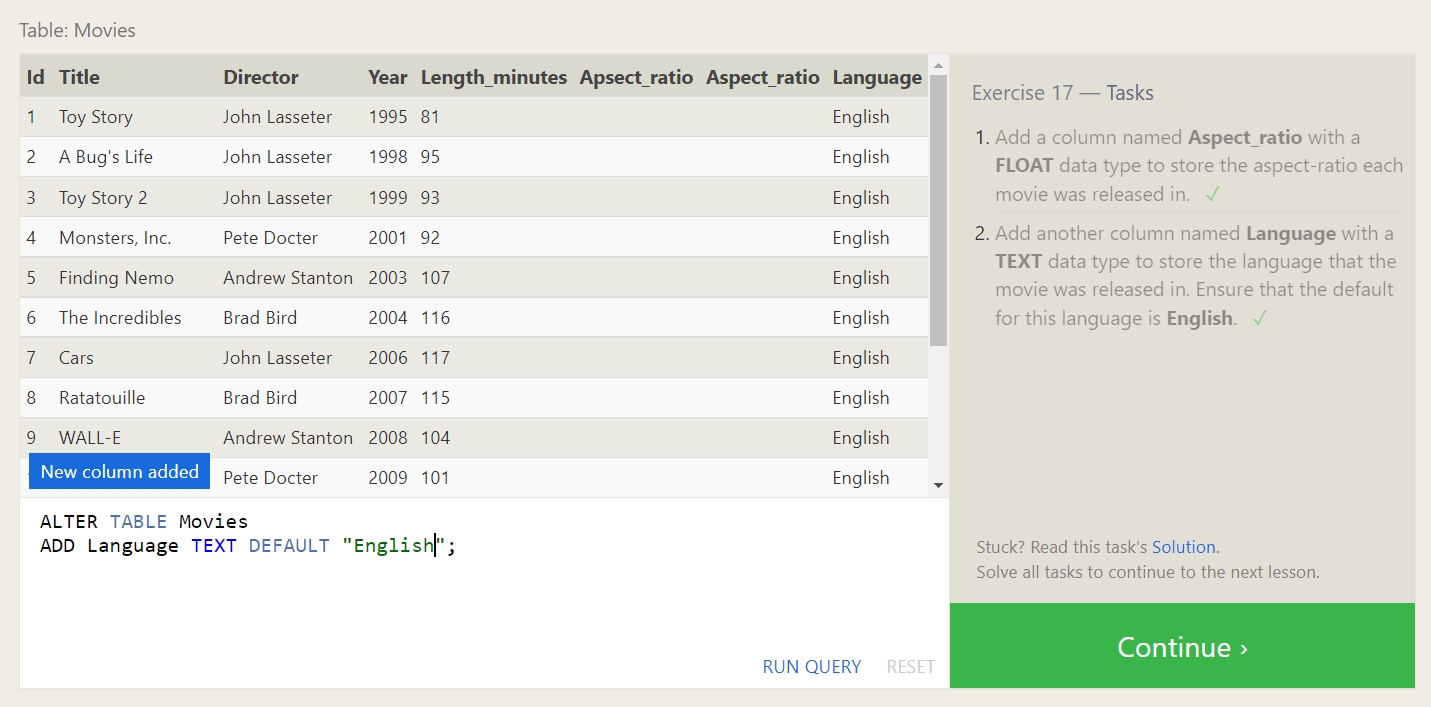 Table: Movies
Id Title Director Year Length_minutes Apsect_ratio Aspect_ratio Language
1 Toy Story John Lasseter 1995 81 English
2 A Bug's Life John Lasseter 1998 95 English
3 Toy Story 2 John Lasseter 1999 93 English
4 Monsters, Inc. Pete Docter 2001 92 English
5 Finding Nemo Andrew Stanton 2003 107 English
6 The Incredibles Brad Bird 2004 116 English
7 Cars John Lasseter 2006 117 English
8 Ratatouille Brad Bird 2007 115 English
9 WALL-E Andrew Stanton 2008 104 English
New column added Pete Docter 2009 101 English
ALTER TABLE Movies
ADD Language TEXT DEFAULT "English";
RUN QUERY RESET
Exercise 17 — Tasks
1. Add a column named Aspect_ratio with a
FLOAT data type to store the aspect-ratio each
movie was released in. ✓
2. Add another column named Language with a
TEXT data type to store the language that the
movie was released in. Ensure that the default
for this language is English. ✓
Stuck? Read this task's Solution.
Solve all tasks to continue to the next lesson.
Continue ›